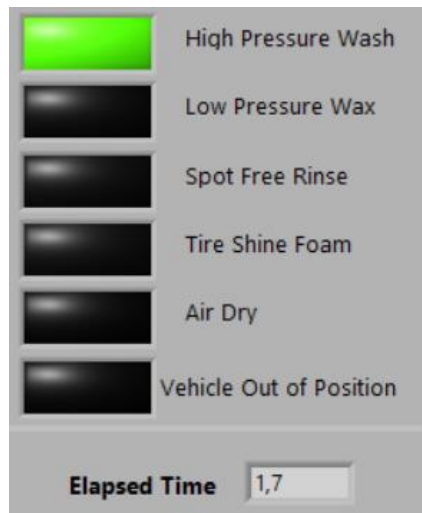 High Pressure Wash
Low Pressure Wax
Spot Free Rinse
Tire Shine Foam
Air Dry
Vehicle Out of Position
Elapsed Time 1,7